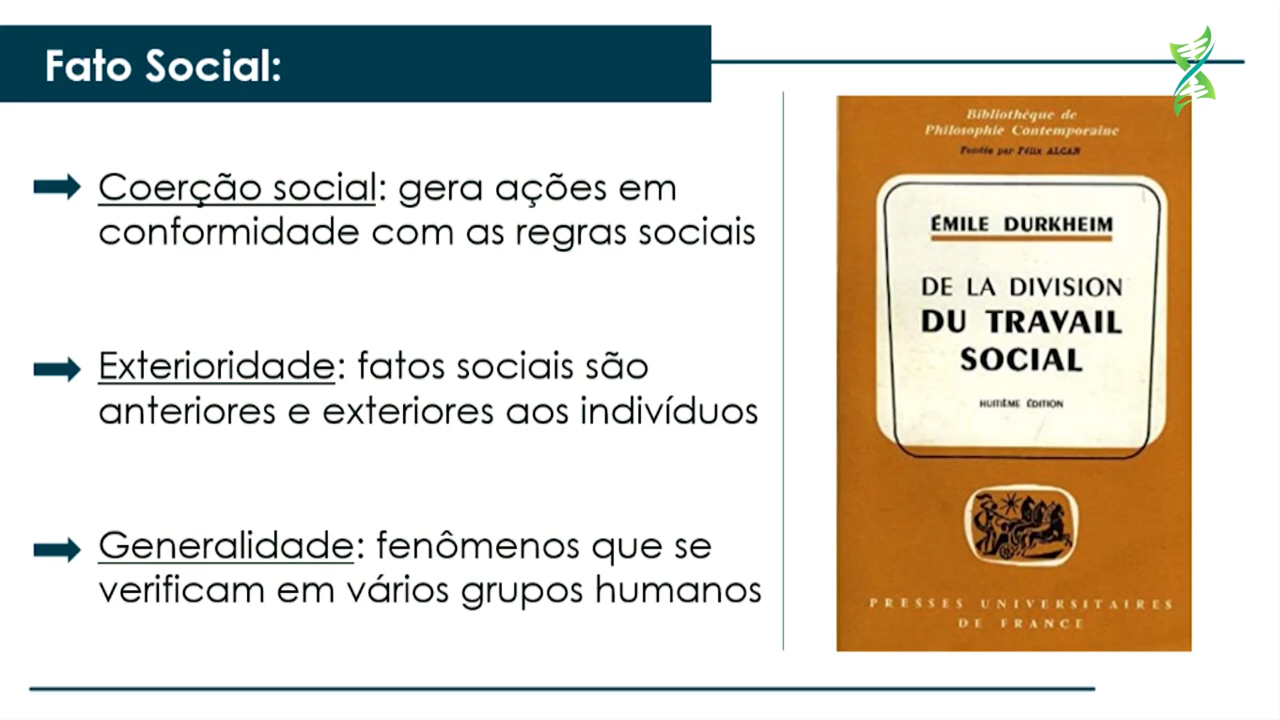 Fato Social:
Coerção social: gera ações em
conformidade com as regras sociais
Exterioridade: fatos sociais são
anteriores e exteriores aos indivíduos
Generalidade: fenômenos que se
verificam em vários grupos humanos
Bibliothéque de
Philosophie Contemporaine
Fondée par Félix ALCAN
ÉMILE DURKHEIM
DE LA DIVISION
DU TRAVAIL
SOCIAL
HUITIÈME ÉDITION
PRESSES UNIVERSITAIRES
DE FRANCE